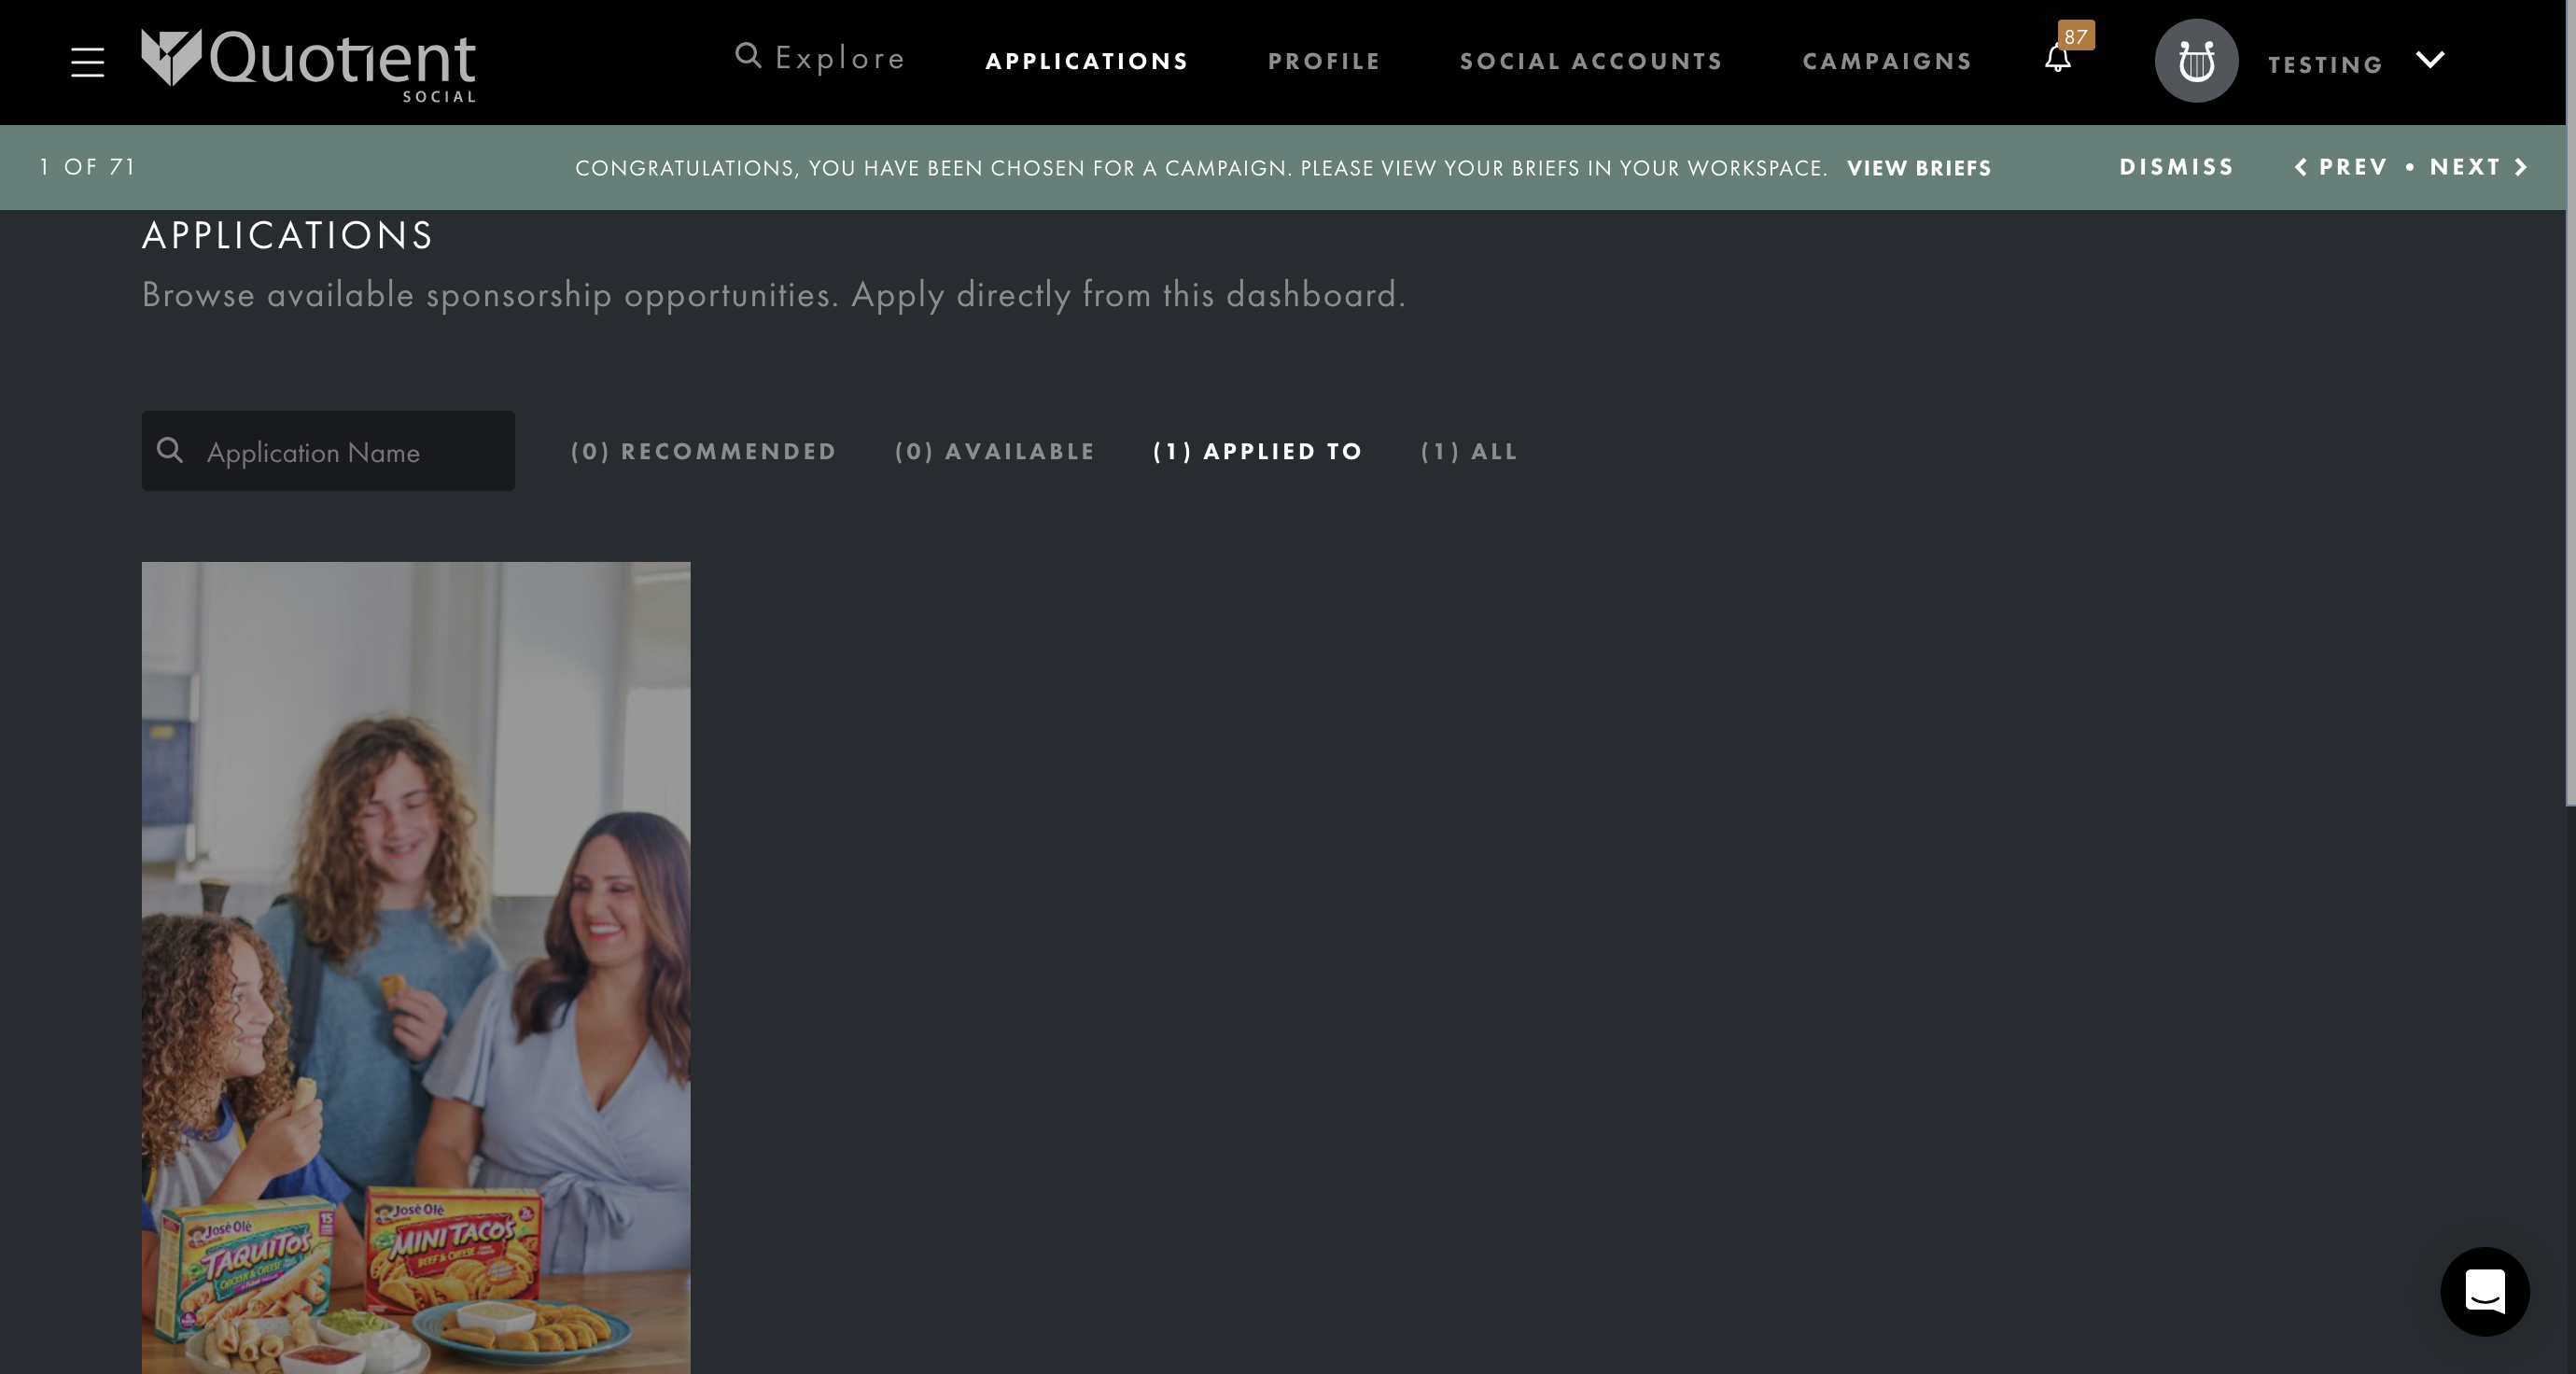 Quotient
SOCIAL
Explore
APPLICATIONS
PROFILE
SOCIAL ACCOUNTS
CAMPAIGNS
87
TESTING
1 OF 71
CONGRATULATIONS, YOU HAVE BEEN CHOSEN FOR A CAMPAIGN. PLEASE VIEW YOUR BRIEFS IN YOUR WORKSPACE. VIEW BRIEFS
DISMISS
PREV • NEXT
APPLICATIONS
Browse available sponsorship opportunities. Apply directly from this dashboard.
Application Name
(0) RECOMMENDED
(0) AVAILABLE
(1) APPLIED TO
(1) ALL
José Olé
15
TAQUITOS
CHICKEN & CHEESE
José Olé
MINI TACOS
BEEF & CHEESE